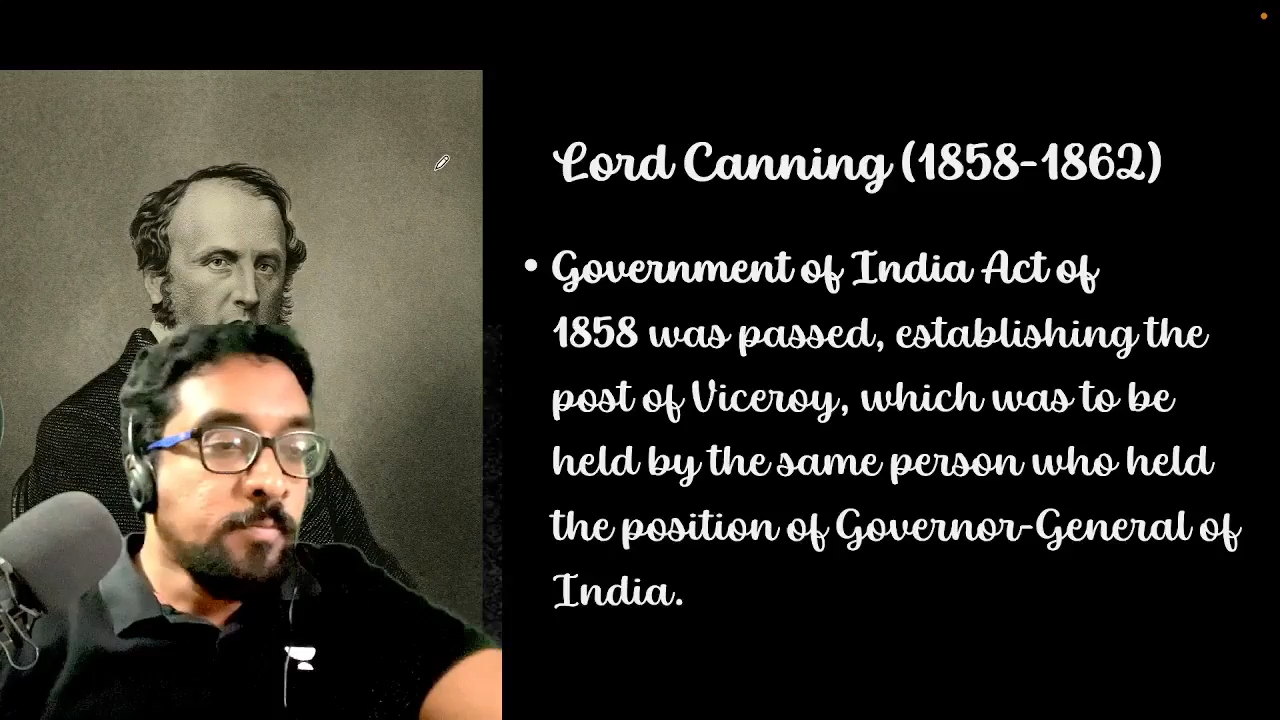 Lord Canning (1858-1862)
• Government of India Act of
1858 was passed, establishing the
post of Viceroy, which was to be
held by the same person who held
the position of Governor-General of
India.